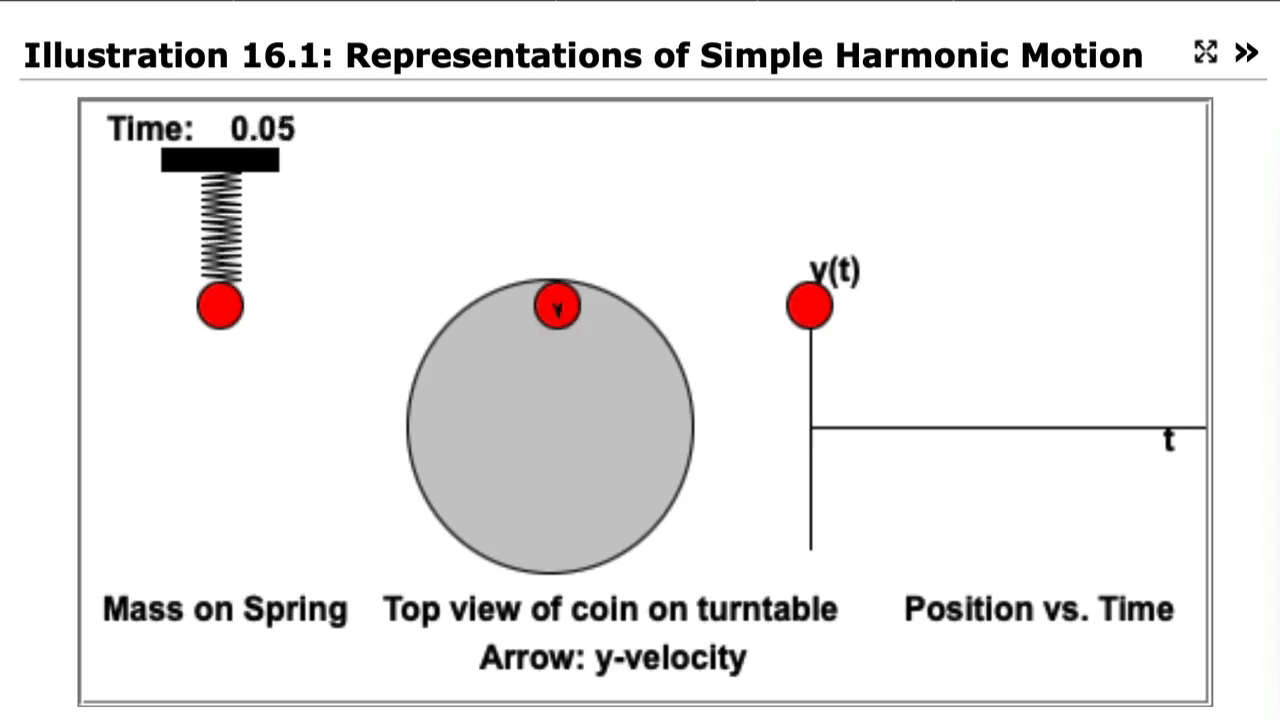 Illustration 16.1: Representations of Simple Harmonic Motion »
Time: 0.05
y(t)
t
Mass on Spring
Top view of coin on turntable
Position vs. Time
Arrow: y-velocity